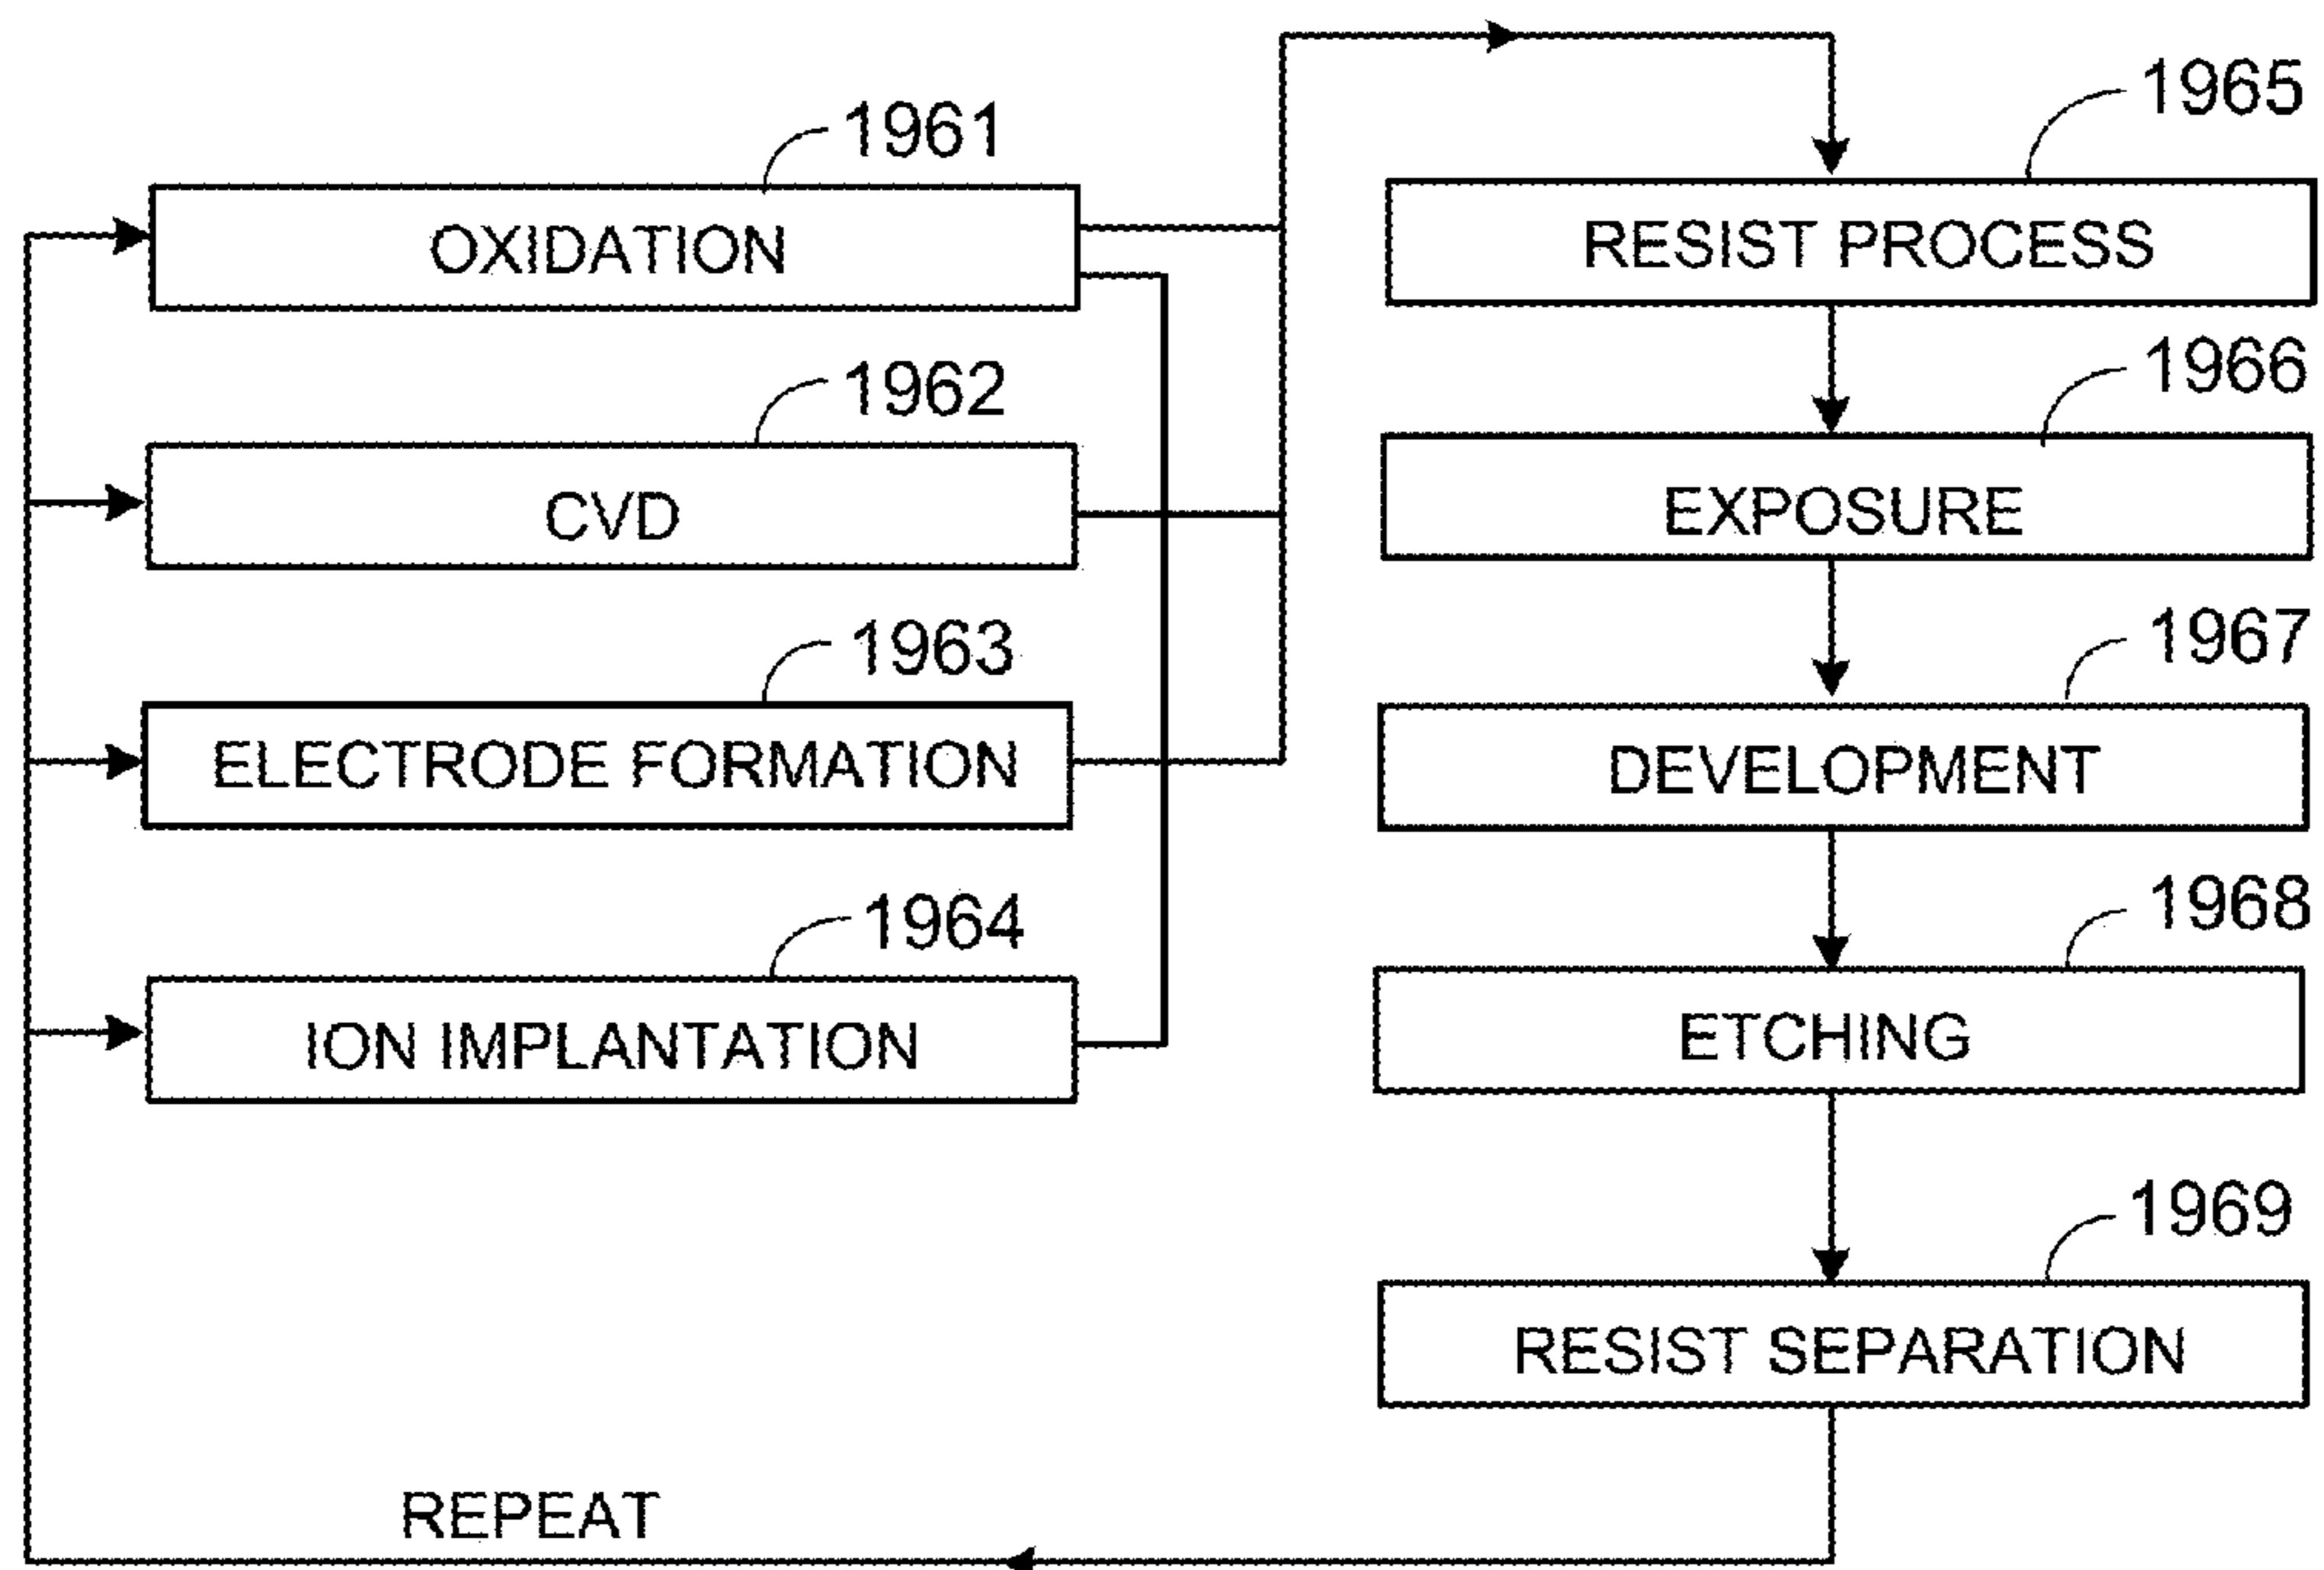 1961
OXIDATION
1962
CVD
1963
ELECTRODE FORMATION
1964
ION IMPLANTATION
1965
RESIST PROCESS
1966
EXPOSURE
1967
DEVELOPMENT
1968
ETCHING
1969
RESIST SEPARATION
REPEAT